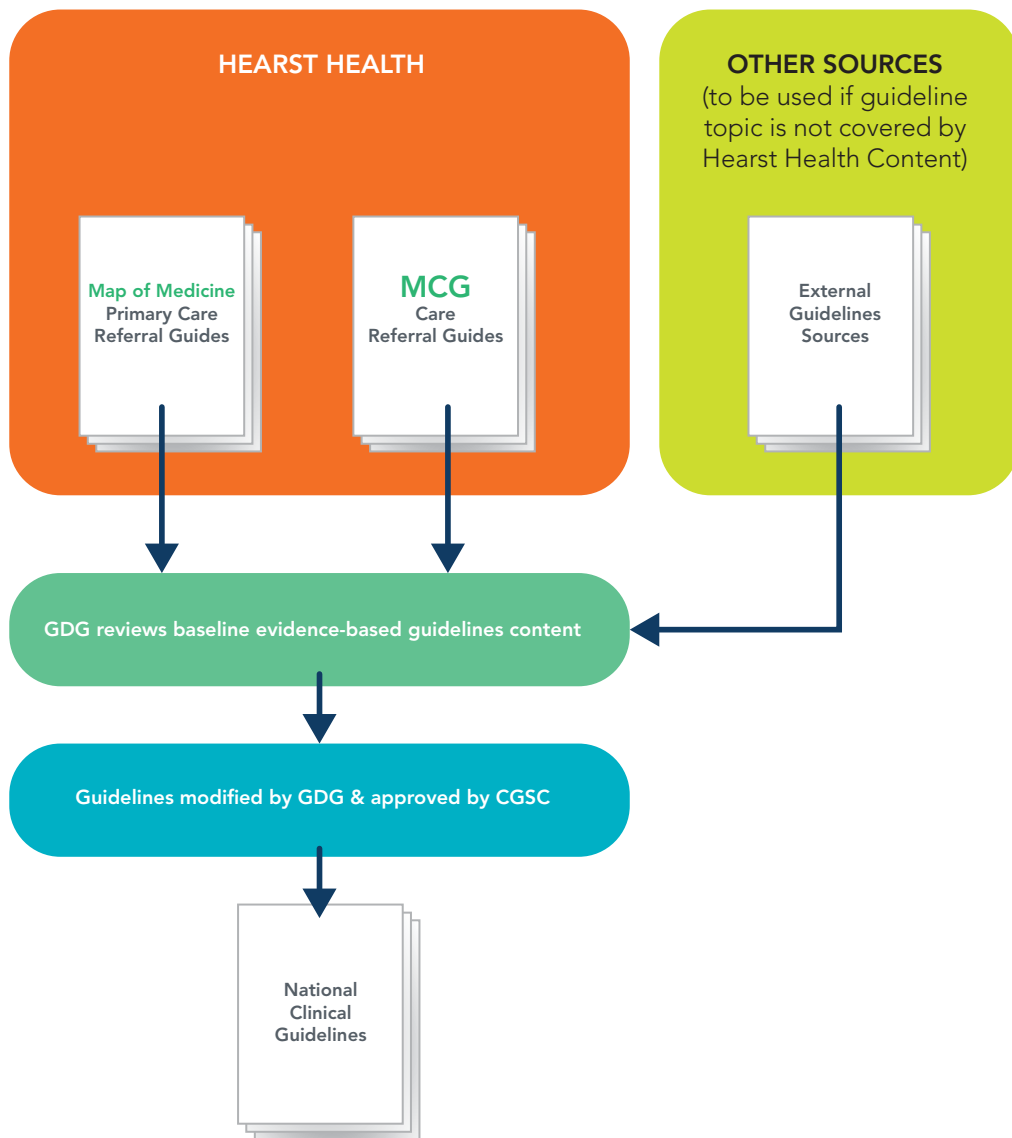 HEARST HEALTH
OTHER SOURCES
(to be used if guideline
topic is not covered by
Hearst Health Content)
Map of Medicine
Primary Care
Referral Guides
MCG
Care
Referral Guides
External
Guidelines
Sources
GDG reviews baseline evidence-based guidelines content
Guidelines modified by GDG & approved by CGSC
National
Clinical
Guidelines